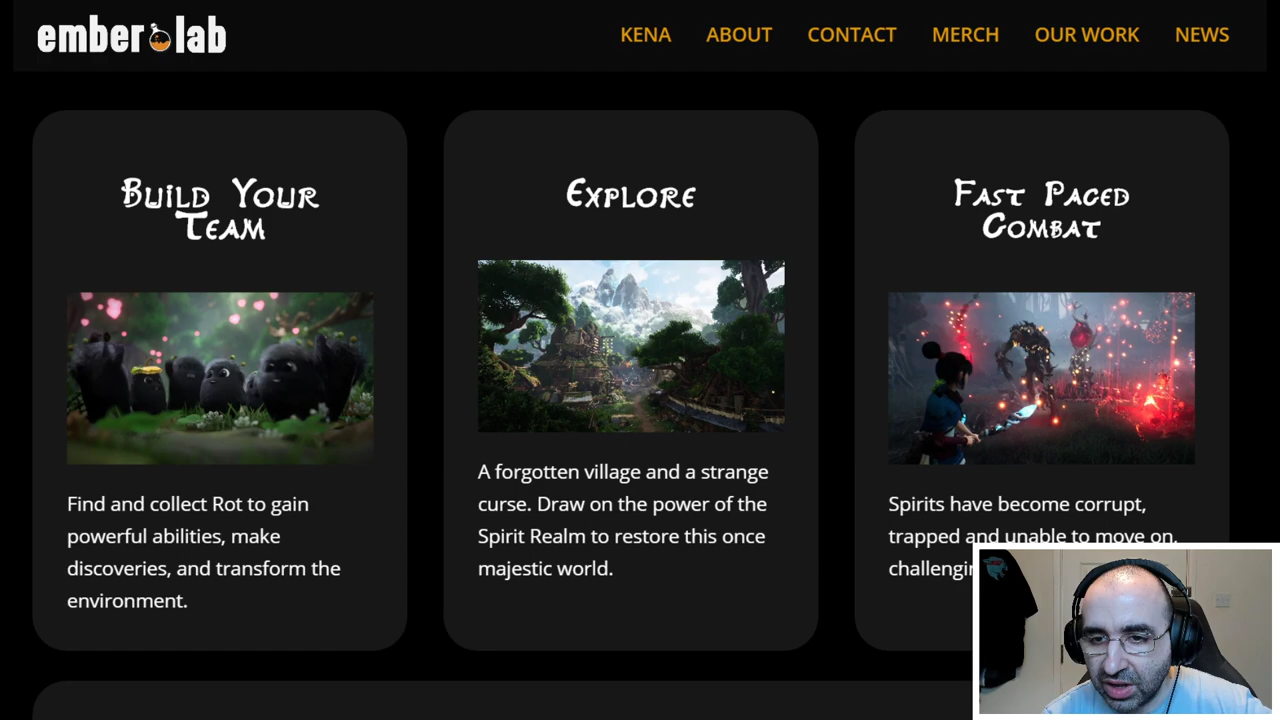 ember lab
KENA
ABOUT
CONTACT
MERCH
OUR WORK
NEWS
Build Your
Team
Find and collect Rot to gain
powerful abilities, make
discoveries, and transform the
environment.
Explore
A forgotten village and a strange
curse. Draw on the power of the
Spirit Realm to restore this once
majestic world.
Fast Paced
Combat
Spirits have become corrupt,
trapped and unable to move on,